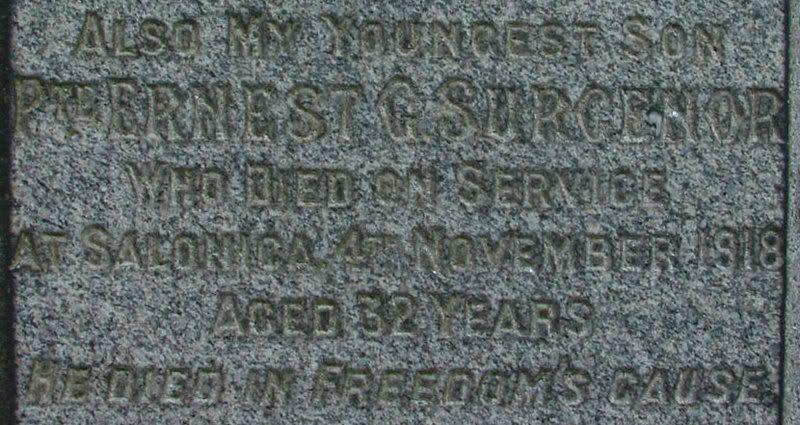 ALSO MY YOUNGEST SON
PTE ERNEST G. SURGENOR
WHO DIED ON SERVICE
AT SALONICA, 4TH NOVEMBER 1918
AGED 32 YEARS
HE DIED IN FREEDOM'S CAUSE